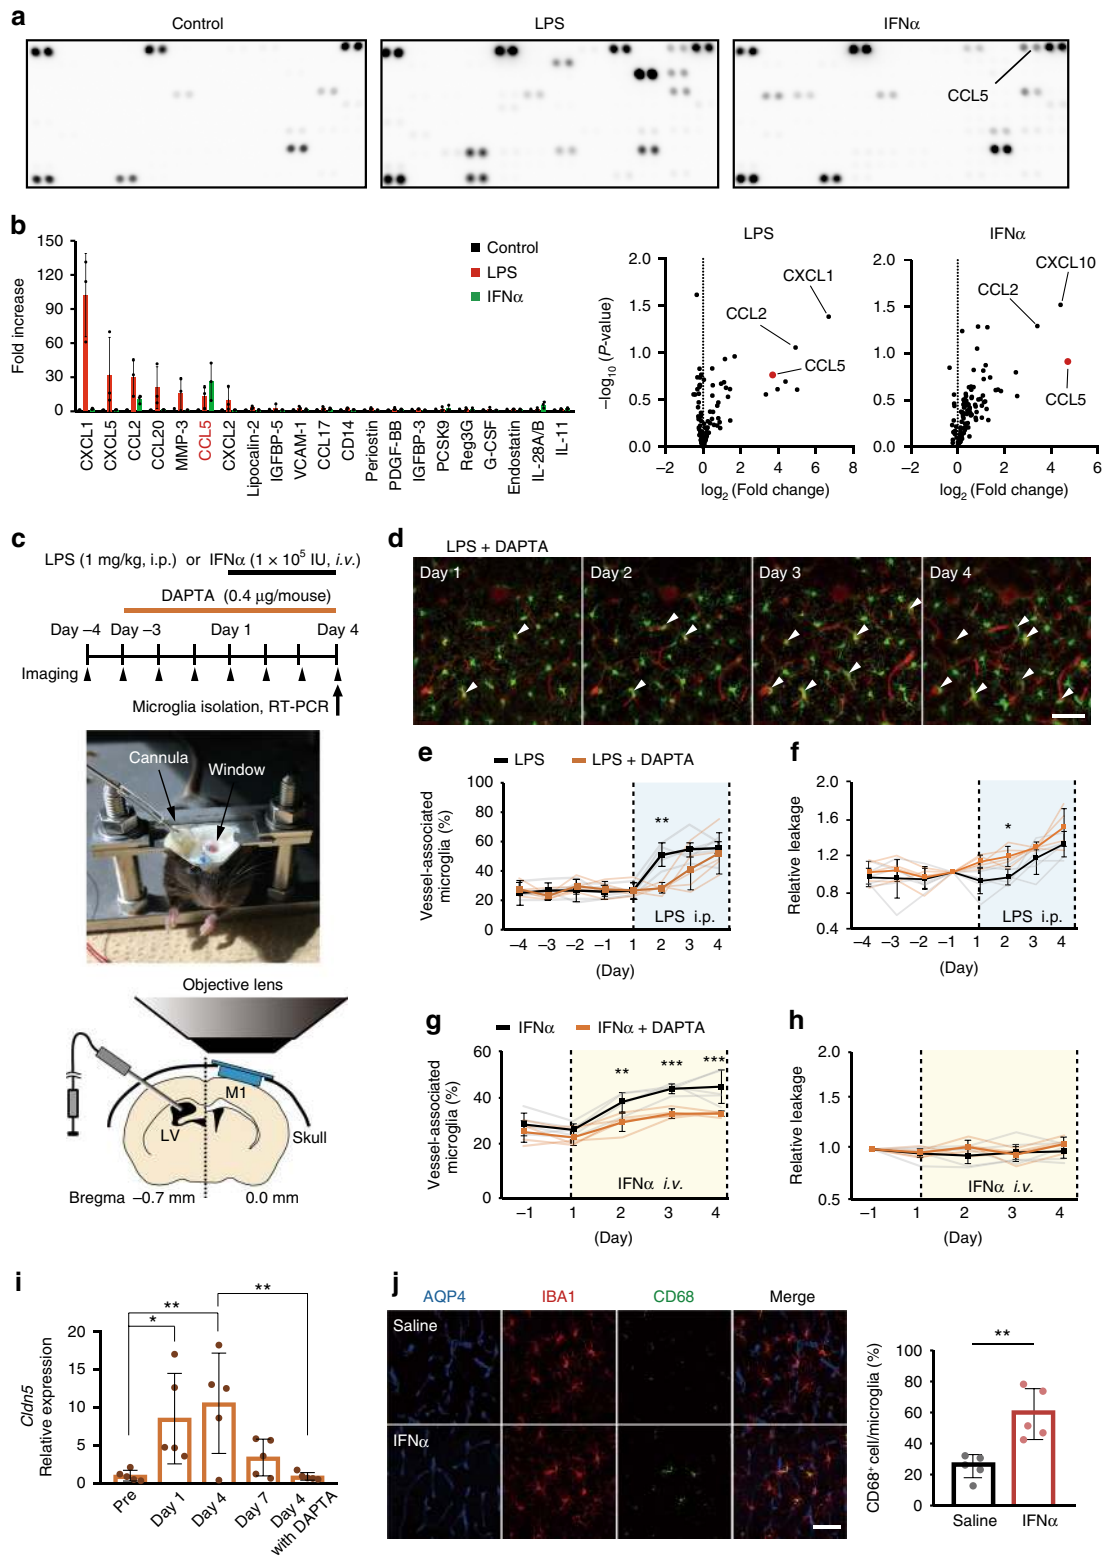 a
Control
LPS
IFNα
CCL5
b
150
120
90
60
30
0
Fold increase
Control
LPS
IFNα
CXCL1
CXCL5
CCL2
CCL20
MMP-3
CCL5
CXCL2
Lipocalin-2
IGFBP-5
VCAM-1
CCL17
CD14
Periostin
PDGF-BB
IGFBP-3
PCSK9
Reg3G
G-CSF
Endostatin
IL-28A/B
IL-11
LPS
2.0
1.5
1.0
0.5
0.0
–log10 (P-value)
CXCL1
CCL2
CCL5
–2 0 2 4 6 8
log2 (Fold change)
IFNα
2.0
1.5
1.0
0.5
0.0
CXCL10
CCL2
CCL5
–2 0 2 4 6
log2 (Fold change)
c
LPS (1 mg/kg, i.p.) or IFNα (1 × 10⁵ IU, i.v.)
DAPTA (0.4 µg/mouse)
Day –4 Day –3 Day 1 Day 4
Imaging
Microglia isolation, RT-PCR
Cannula
Window
Objective lens
M1
LV
Skull
Bregma –0.7 mm 0.0 mm
d
LPS + DAPTA
Day 1
Day 2
Day 3
Day 4
e
LPS LPS + DAPTA
100
80
60
40
20
0
Vessel-associated
microglia (%)
**
LPS i.p.
–4 –3 –2 –1 1 2 3 4
(Day)
f
2.0
1.6
1.2
0.8
0.4
Relative leakage
*
LPS i.p.
–4 –3 –2 –1 1 2 3 4
(Day)
g
IFNα IFNα + DAPTA
60
40
20
0
Vessel-associated
microglia (%)
** *** ***
IFNα i.v.
–1 1 2 3 4
(Day)
h
2.0
1.5
1.0
0.5
Relative leakage
IFNα i.v.
–1 1 2 3 4
(Day)
i
**
**
*
20
15
10
5
0
Cldn5
Relative expression
Pre
Day 1
Day 4
Day 7
Day 4
with DAPTA
j
AQP4
IBA1
CD68
Merge
Saline
IFNα
**
100
80
60
40
20
0
CD68⁺ cell/microglia (%)
Saline IFNα